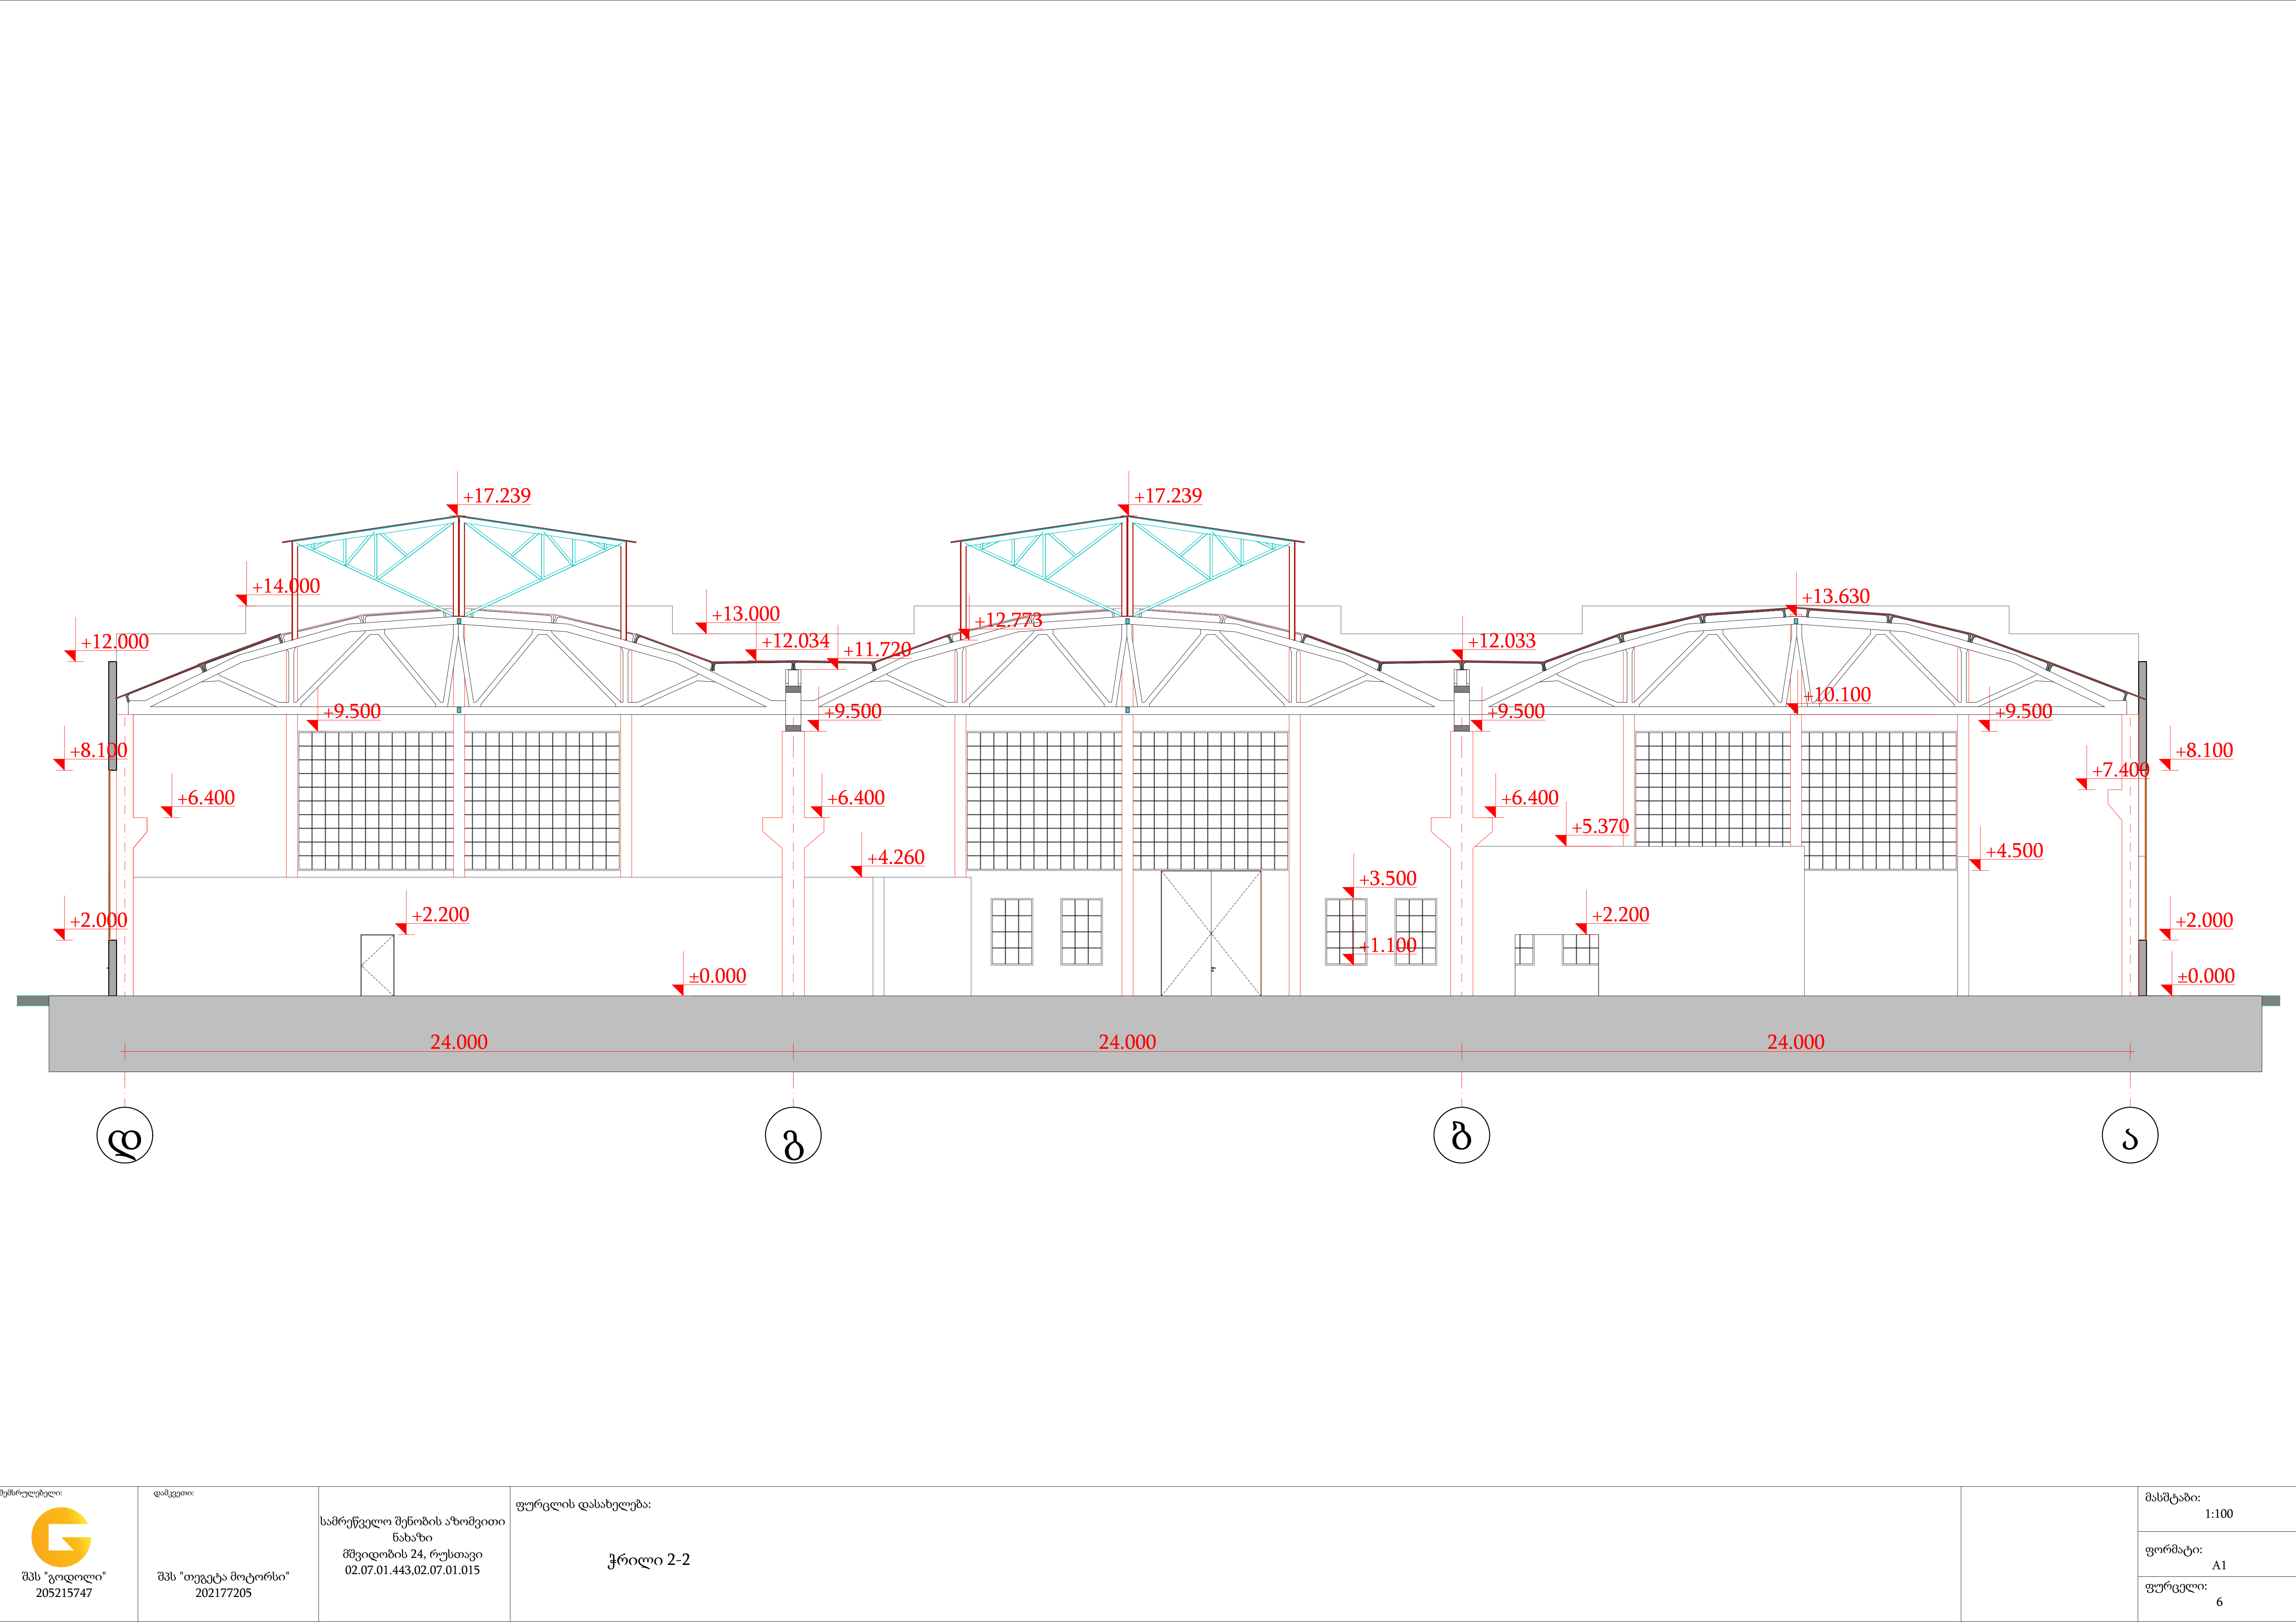 +17.239
+17.239
+14.000
+13.630
+13.000
+12.773
+12.000
+12.034
+12.033
+11.720
+10.100
+9.500
+9.500
+9.500
+9.500
+8.100
+8.100
+7.400
+6.400
+6.400
+6.400
+5.370
+4.260
+4.500
+3.500
+2.000
+2.200
+2.200
+2.000
+1.100
±0.000
±0.000
24.000
24.000
24.000
დ
გ
ბ
ა
შემსრულებელი:
შპს "გოდოლი"
205215747
დამკვეთი:
შპს "თეგეტა მოტორსი"
202177205
სამრეწველო შენობის აზომვითი
ნახაზი
მშვიდობის 24, რუსთავი
02.07.01.443,02.07.01.015
ფურცლის დასახელება:
ჭრილი 2-2
მასშტაბი:
1:100
ფორმატი:
A1
ფურცელი:
6